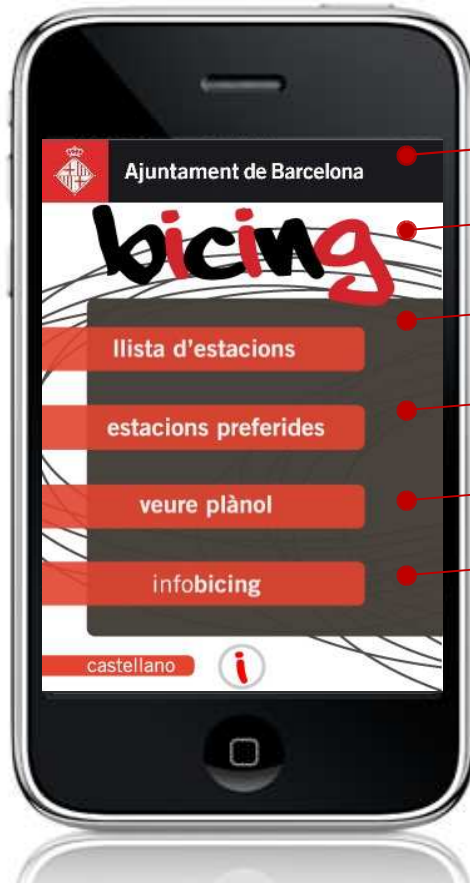 Ajuntament de Barcelona
bicing
llista d'estacions
estacions preferides
veure plànol
infobicing
castellano
i